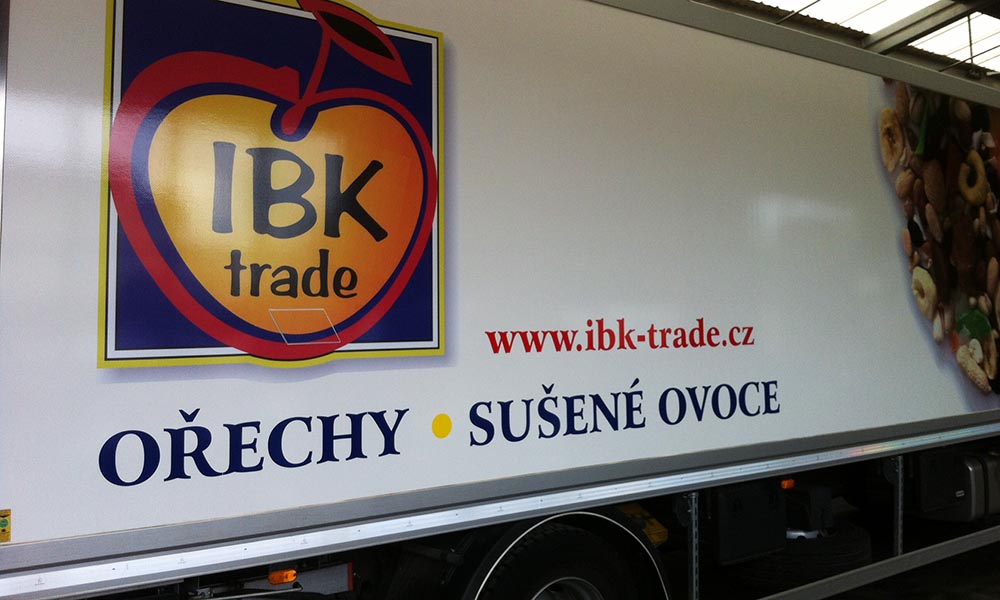 IBK
trade
www.ibk-trade.cz
OŘECHY • SUŠENÉ OVOCE